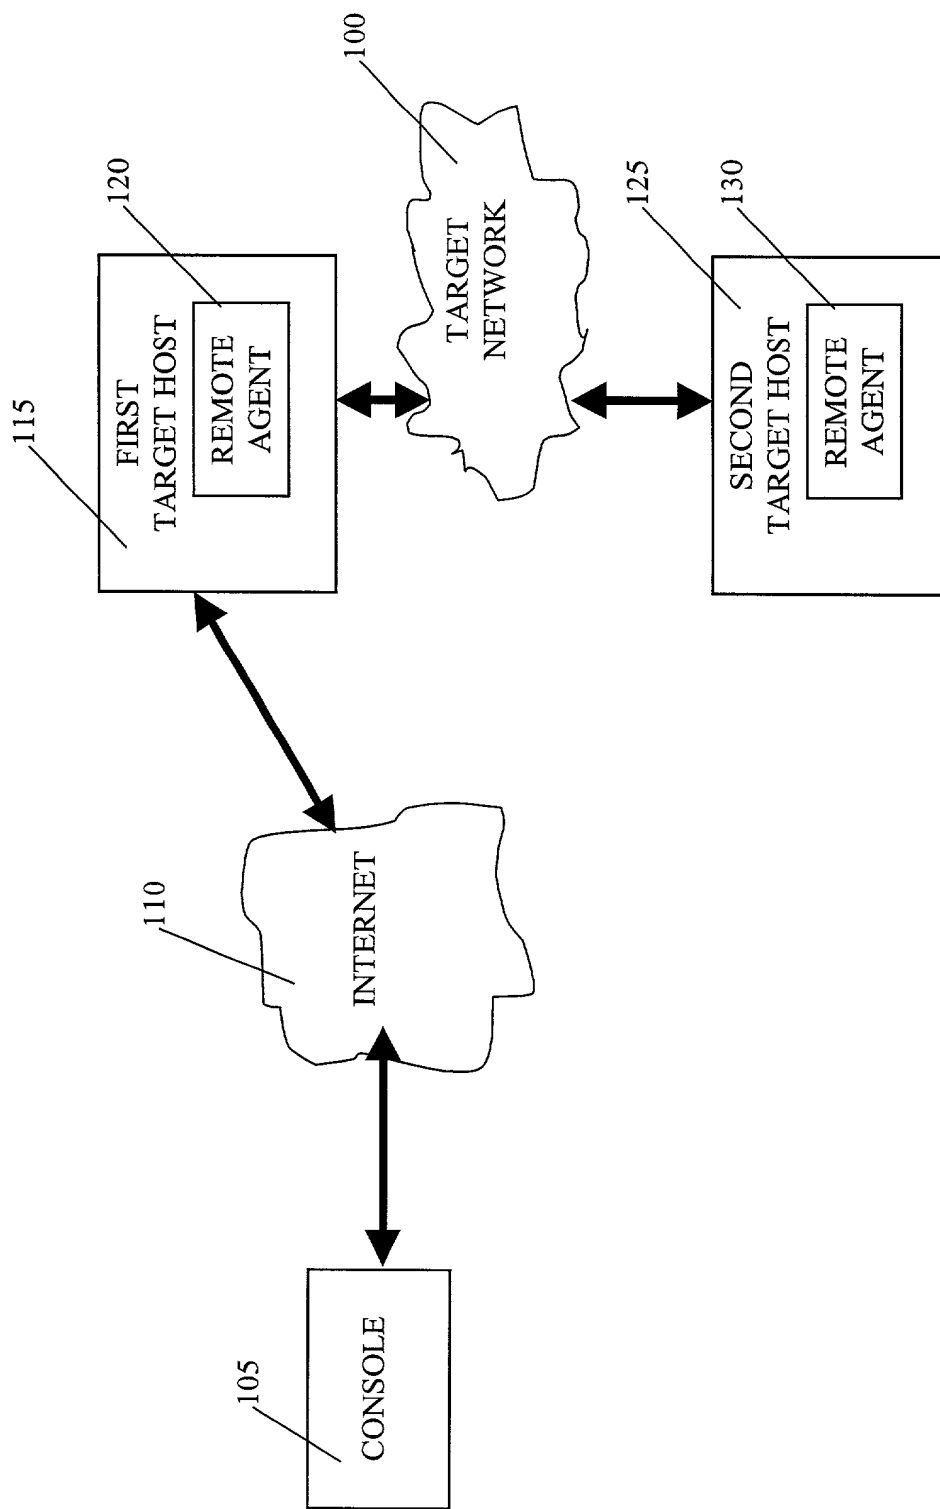 115
FIRST
TARGET HOST
120
REMOTE
AGENT
100
TARGET
NETWORK
110
INTERNET
105
CONSOLE
125
SECOND
TARGET HOST
130
REMOTE
AGENT